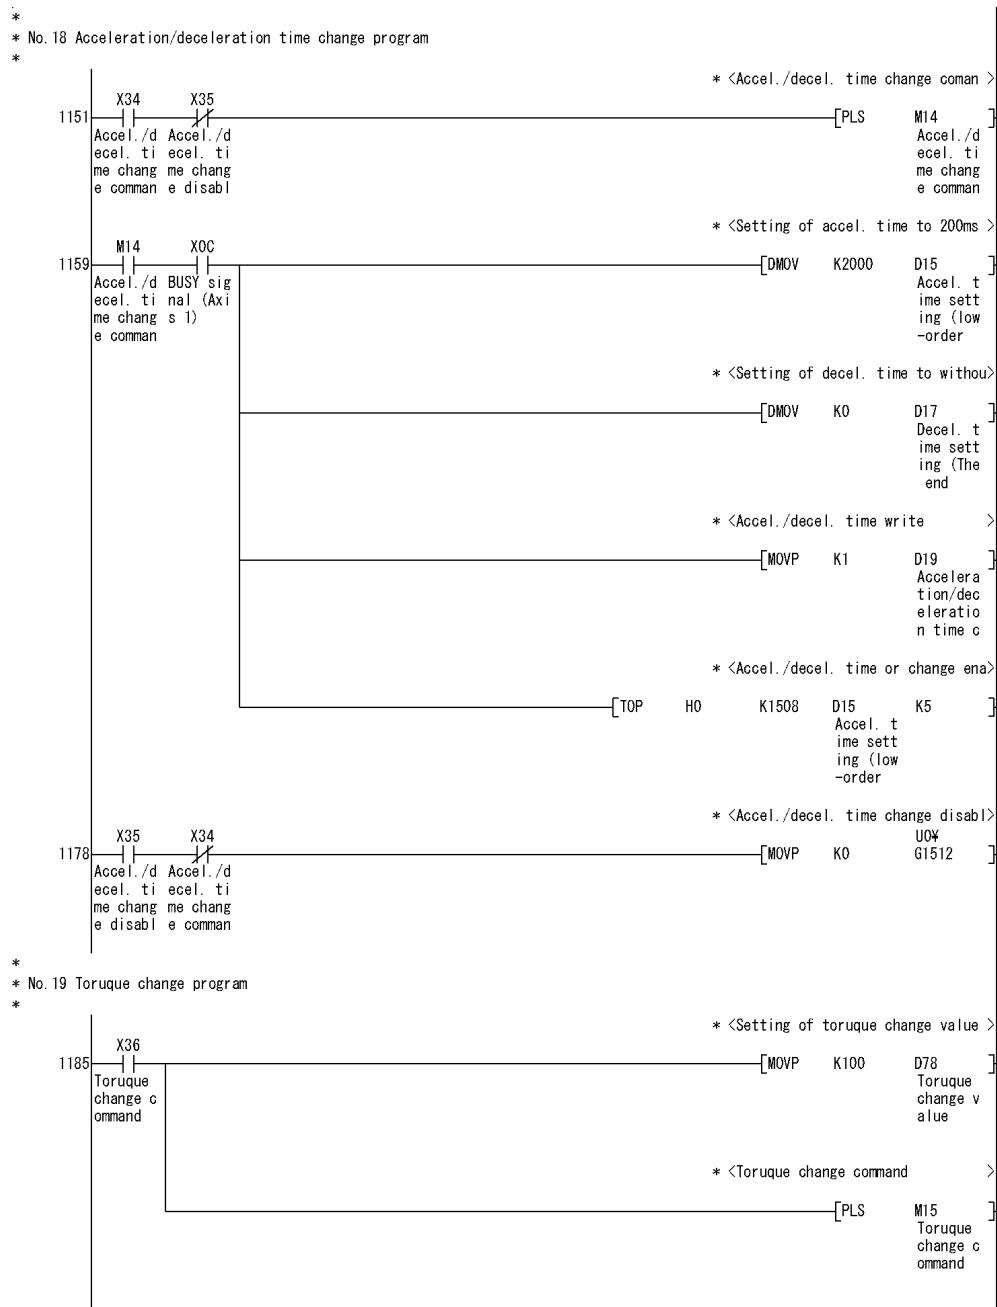 *
* No.18 Acceleration/deceleration time change program
*
* <Accel./decel. time change coman >
X34 X35
1151 [PLS M14 ]
Accel./d Accel./d Accel./d
ecel. ti ecel. ti ecel. ti
me chang me chang me chang
e comman e disabl e comman
* <Setting of accel. time to 200ms >
M14 X0C
1159 [DMOV K2000 D15 ]
Accel./d BUSY sig Accel. t
ecel. ti nal (Axi ime sett
me chang s 1) ing (low
e comman -order
* <Setting of decel. time to withou>
[DMOV K0 D17 ]
Decel. t
ime sett
ing (The
end
* <Accel./decel. time write >
[MOVP K1 D19 ]
Accelera
tion/dec
eleratio
n time c
* <Accel./decel. time or change ena>
[TOP H0 K1508 D15 K5 ]
Accel. t
ime sett
ing (low
-order
* <Accel./decel. time change disabl>
X35 X34 U0¥
1178 [MOVP K0 G1512 ]
Accel./d Accel./d
ecel. ti ecel. ti
me chang me chang
e disabl e comman
*
* No.19 Toruque change program
*
* <Setting of toruque change value >
X36
1185 [MOVP K100 D78 ]
Toruque Toruque
change c change v
ommand alue
* <Toruque change command >
[PLS M15 ]
Toruque
change c
ommand